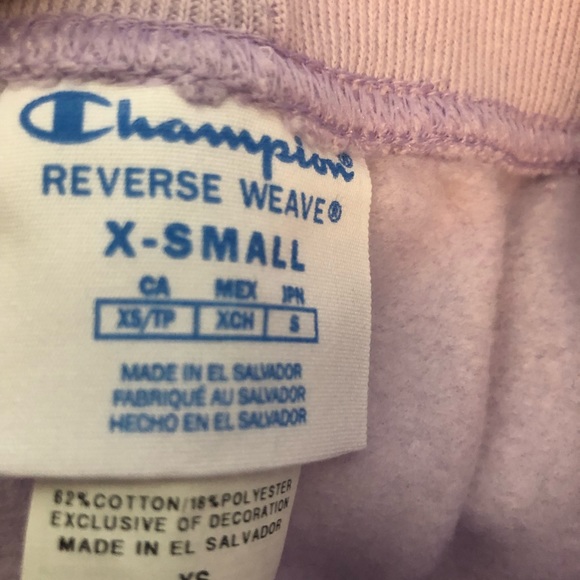 Champion®
REVERSE WEAVE®
X-SMALL
CA MEX JPN
XS/TP XCH S
MADE IN EL SALVADOR
FABRIQUÉ AU SALVADOR
HECHO EN EL SALVADOR
82%COTTON/18%POLYESTER
EXCLUSIVE OF DECORATION
MADE IN EL SALVADOR
XS